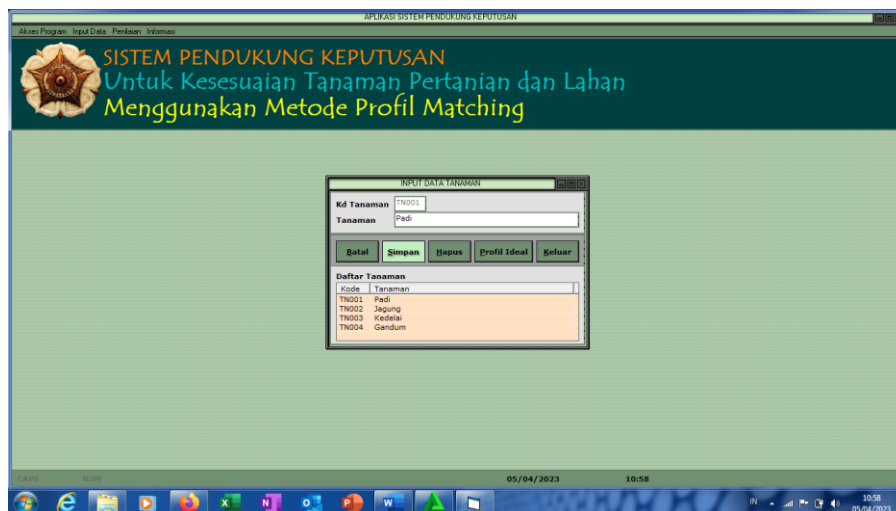 APLIKASI SISTEM PENDUKUNG KEPUTUSAN
Akses Program Input Data Penilaian Informasi
SISTEM PENDUKUNG KEPUTUSAN
Untuk Kesesuaian Tanaman Pertanian dan Lahan
Menggunakan Metode Profil Matching
INPUT DATA TANAMAN
Kd Tanaman TN001
Tanaman Padi
Batal Simpan Hapus Profil Ideal Keluar
Daftar Tanaman
Kode Tanaman
TN001 Padi
TN002 Jagung
TN003 Kedelai
TN004 Gandum
CAPS NUM 05/04/2023 10:58
IN 10:58
05/04/2023